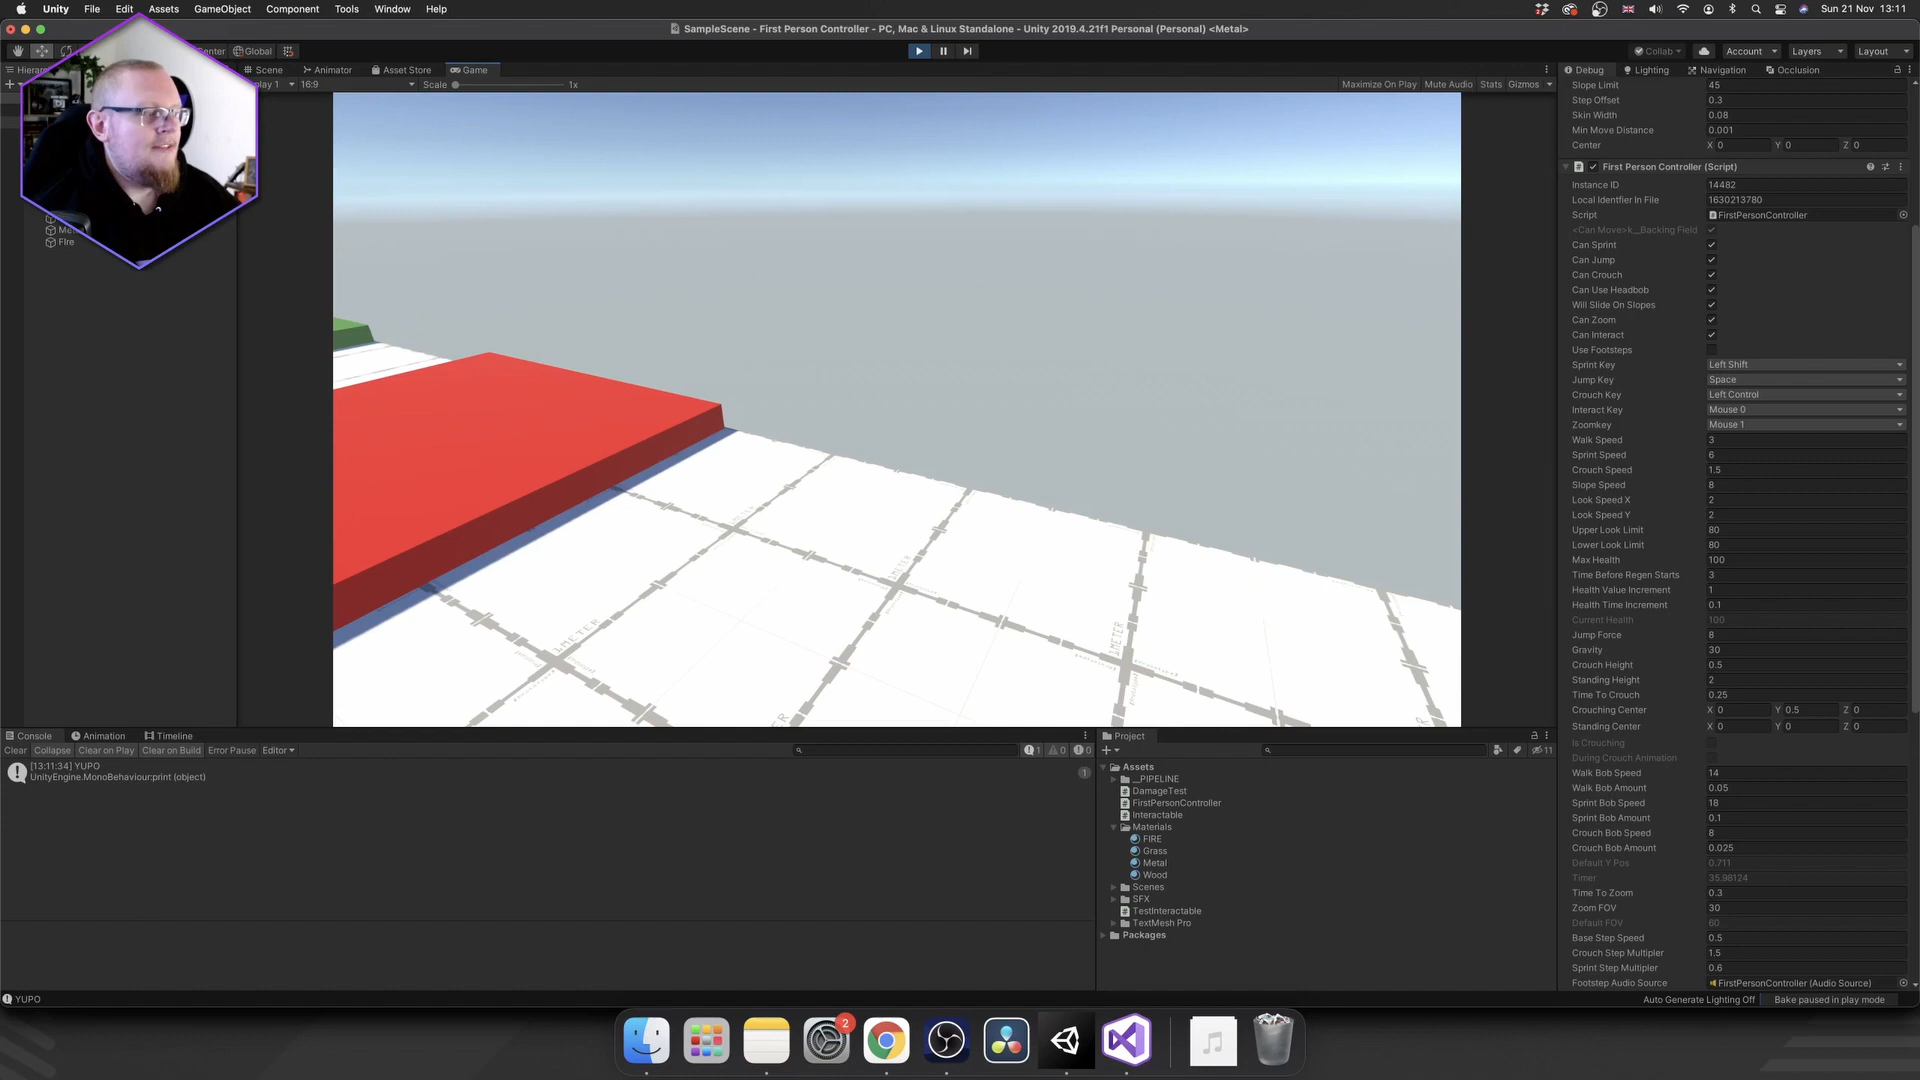 Unity File Edit Assets GameObject Component Tools Window Help Sun 21 Nov 13:11
SampleScene - First Person Controller - PC, Mac & Linux Standalone - Unity 2019.4.21f1 Personal (Personal) <Metal>
Center Global Collab Account Layers Layout
Hierar Scene Animator Asset Store Game Debug Lighting Navigation Occlusion
play 1 16:9 Scale 1x Maximize On Play Mute Audio Stats Gizmos
Slope Limit 45
Step Offset 0.3
Skin Width 0.08
Min Move Distance 0.001
Center X 0 Y 0 Z 0
First Person Controller (Script)
Instance ID 14482
Local Identfier In File 1630213780
Script FirstPersonController
<Can Move>k__Backing Field
Can Sprint
Can Jump
Can Crouch
Can Use Headbob
Will Slide On Slopes
Can Zoom
Can Interact
Use Footsteps
Sprint Key Left Shift
Jump Key Space
Crouch Key Left Control
Interact Key Mouse 0
Zoomkey Mouse 1
Walk Speed 3
Sprint Speed 6
Crouch Speed 1.5
Slope Speed 8
Look Speed X 2
Look Speed Y 2
Upper Look Limit 80
Lower Look Limit 80
Max Health 100
Time Before Regen Starts 3
Health Value Increment 1
Health Time Increment 0.1
Current Health 100
Jump Force 8
Gravity 30
Crouch Height 0.5
Standing Height 2
Time To Crouch 0.25
Crouching Center X 0 Y 0.5 Z 0
Standing Center X 0 Y 0 Z 0
Is Crouching
During Crouch Animation
Walk Bob Speed 14
Walk Bob Amount 0.05
Sprint Bob Speed 18
Sprint Bob Amount 0.1
Crouch Bob Speed 8
Crouch Bob Amount 0.025
Default Y Pos 0.711
Timer 35.98124
Time To Zoom 0.3
Zoom FOV 30
Default FOV 60
Base Step Speed 0.5
Crouch Step Multiplier 1.5
Sprint Step Multiplier 0.6
Footstep Audio Source FirstPersonController (Audio Source)
Me
FIre
1METER
1METER
1METER
1METER
Console Animation Timeline
Clear Collapse Clear on Play Clear on Build Error Pause Editor 1 0 0
[13:11:34] YUPO
UnityEngine.MonoBehaviour:print (object)
1
Project
11
Assets
__PIPELINE
DamageTest
FirstPersonController
Interactable
Materials
FIRE
Grass
Metal
Wood
Scenes
SFX
TestInteractable
TextMesh Pro
Packages
YUPO
Auto Generate Lighting Off Bake paused in play mode
2